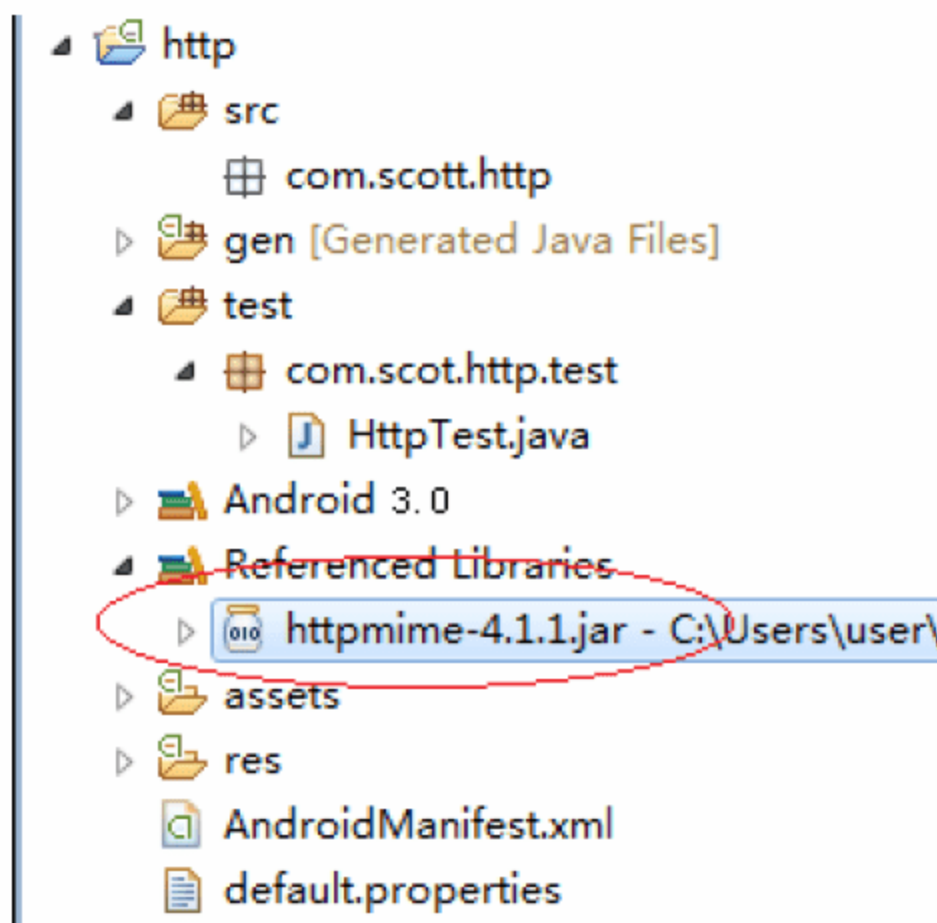 http
src
com.scott.http
gen [Generated Java Files]
test
com.scot.http.test
HttpTest.java
Android 3.0
Referenced Libraries
httpmime-4.1.1.jar - C:\Users\user\
assets
res
AndroidManifest.xml
default.properties